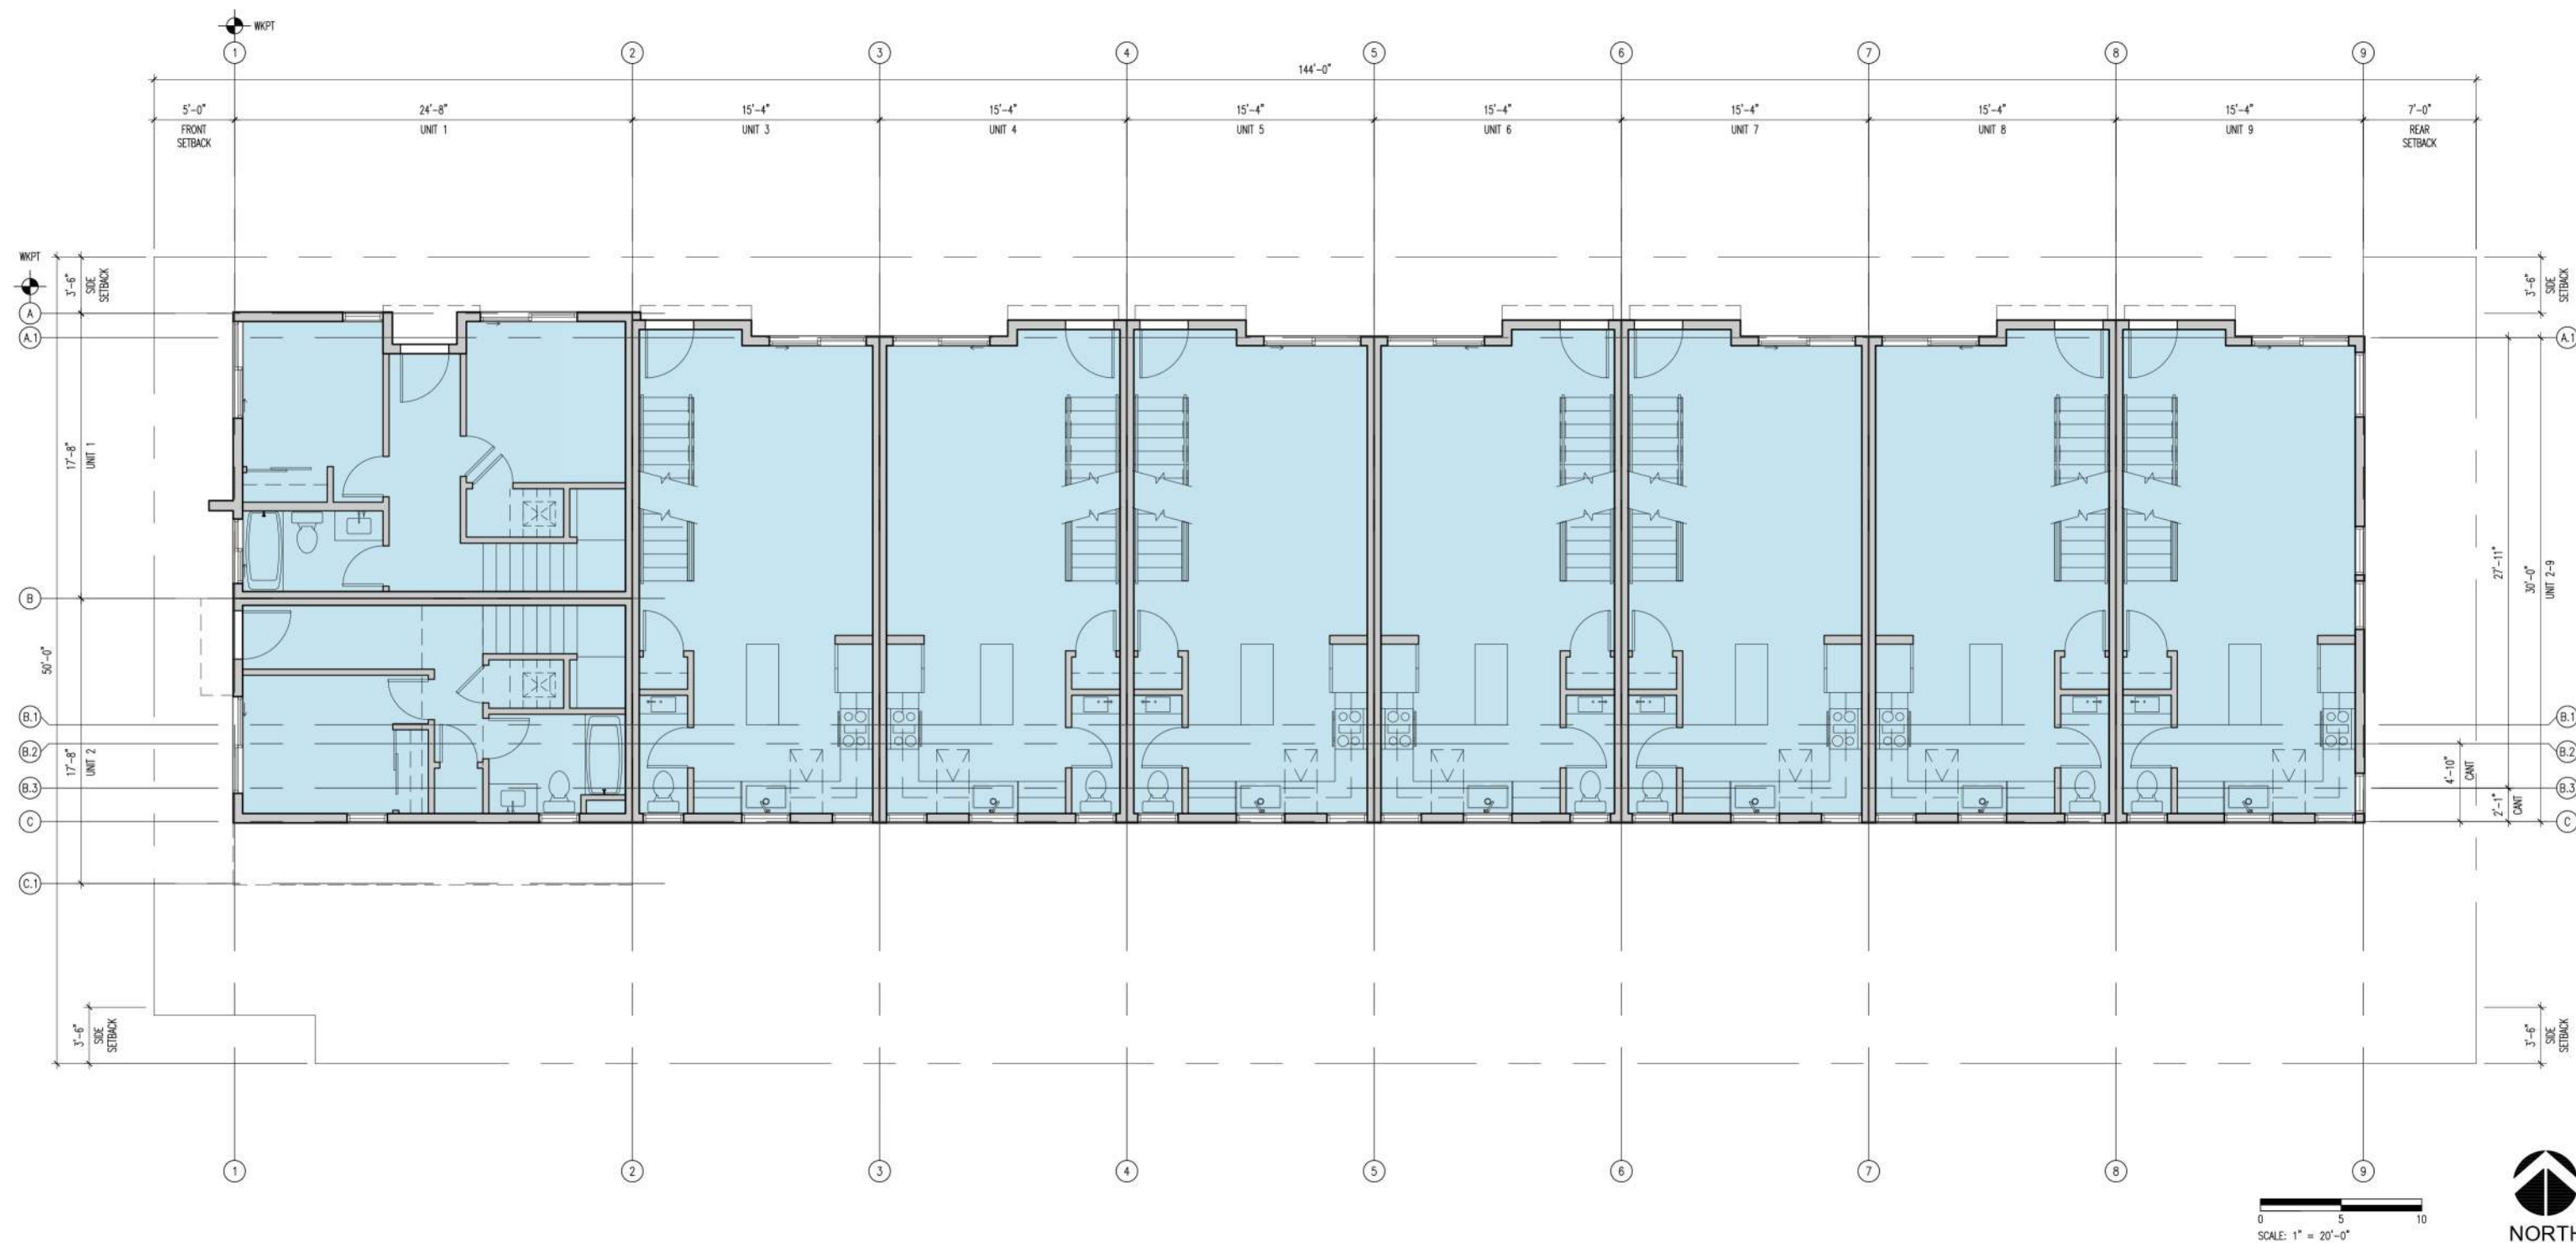 WKPT
1 2 3 4 5 6 7 8 9
144'-0"
5'-0" 24'-8" 15'-4" 15'-4" 15'-4" 15'-4" 15'-4" 15'-4" 15'-4" 7'-0"
FRONT SETBACK UNIT 1 UNIT 3 UNIT 4 UNIT 5 UNIT 6 UNIT 7 UNIT 8 UNIT 9 REAR SETBACK
WKPT
3'-6"
SIDE
SETBACK
3'-6"
SIDE
SETBACK
A
A.1
A.1
17'-8"
UNIT 1
B
50'-0"
27'-11"
30'-0"
UNIT 2-9
B.1
B.1
B.2
B.2
17'-8"
UNIT 2
4'-10"
CANT
B.3
B.3
2'-1"
CANT
C
C
C.1
3'-6"
SIDE
SETBACK
3'-6"
SIDE
SETBACK
1 2 3 4 5 6 7 8 9
0 5 10
SCALE: 1" = 20'-0"
NORTH